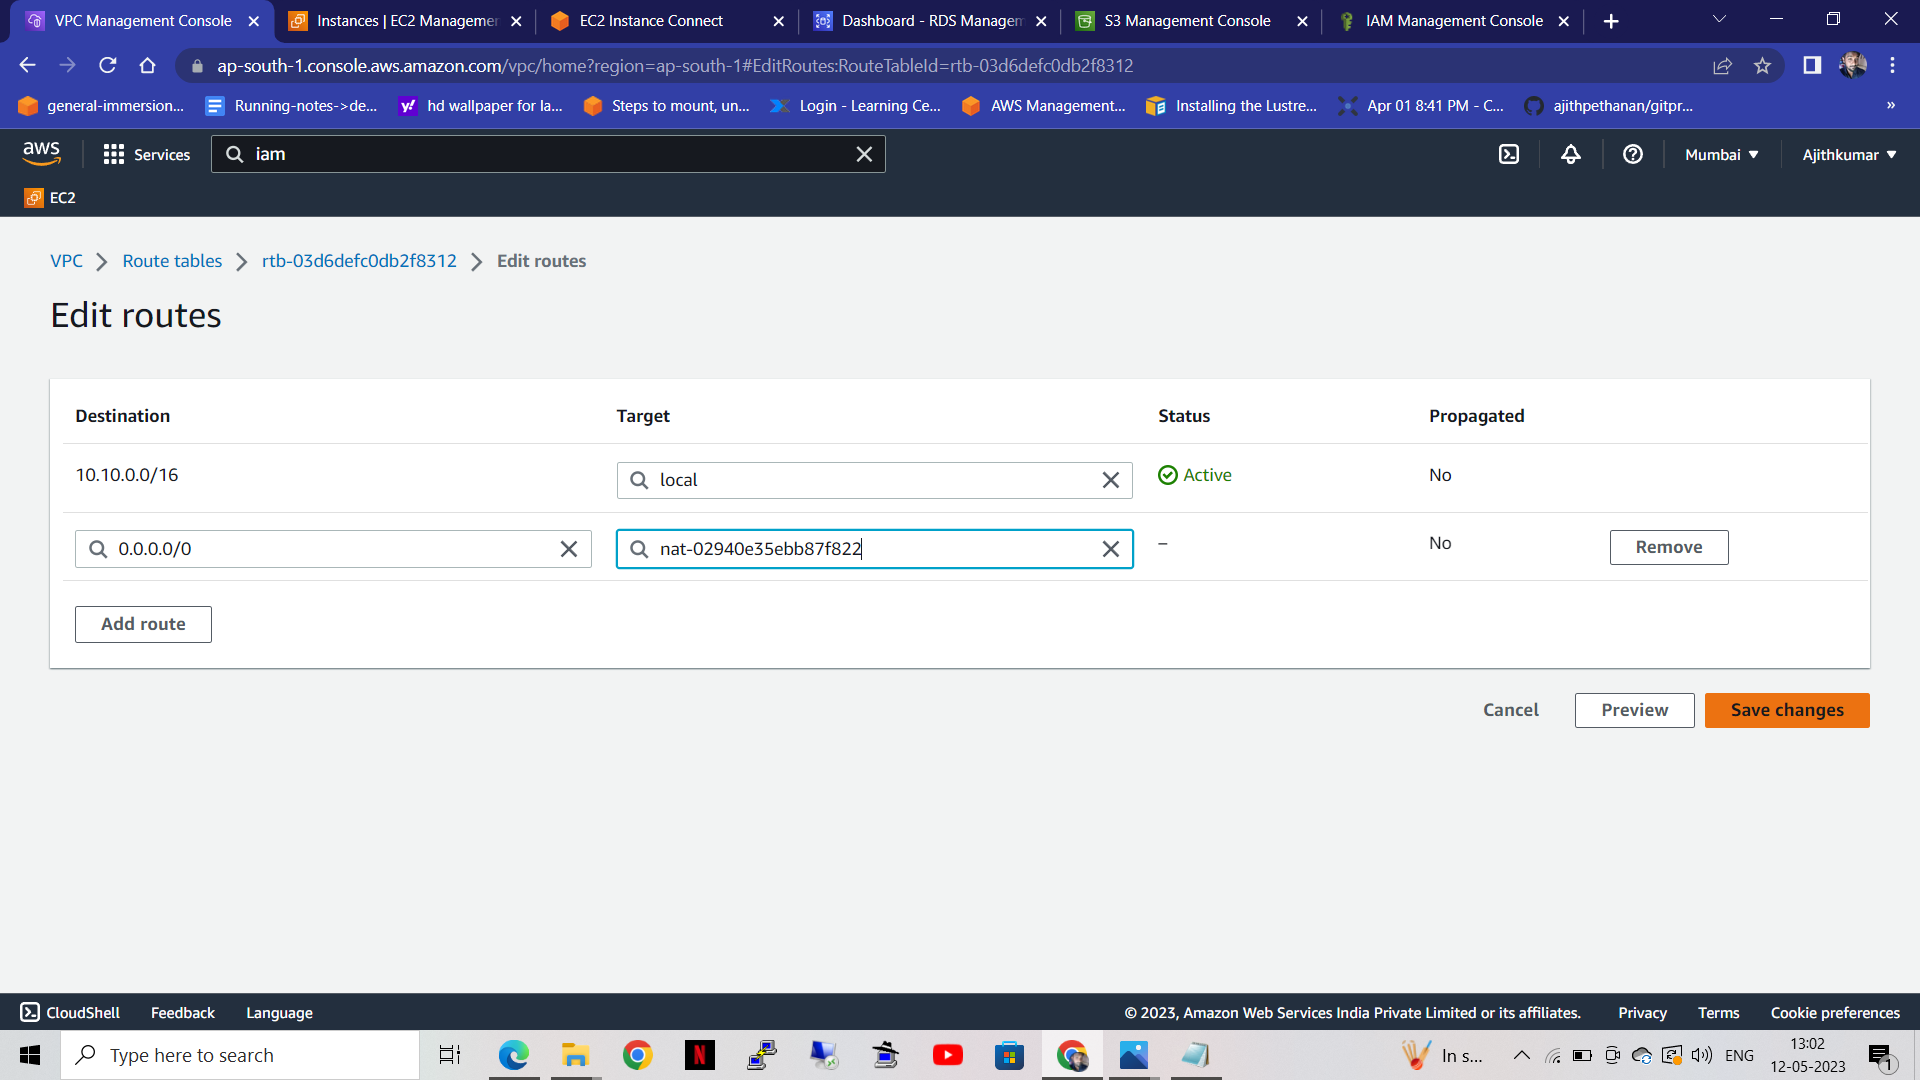 VPC Management Console
Instances | EC2 Managemen
EC2 Instance Connect
Dashboard - RDS Managem
S3 Management Console
IAM Management Console
ap-south-1.console.aws.amazon.com/vpc/home?region=ap-south-1#EditRoutes:RouteTableId=rtb-03d6defc0db2f8312
general-immersion... Running-notes->de... hd wallpaper for la... Steps to mount, un... Login - Learning Ce... AWS Management... Installing the Lustre... Apr 01 8:41 PM - C... ajithpethanan/gitpr... »
aws Services iam Mumbai ▼ Ajithkumar ▼
EC2
VPC > Route tables > rtb-03d6defc0db2f8312 > Edit routes
Edit routes
Destination Target Status Propagated
10.10.0.0/16 local Active No
0.0.0.0/0 nat-02940e35ebb87f822 – No Remove
Add route
Cancel Preview Save changes
CloudShell Feedback Language © 2023, Amazon Web Services India Private Limited or its affiliates. Privacy Terms Cookie preferences
Type here to search In s... ENG 13:02
12-05-2023 1